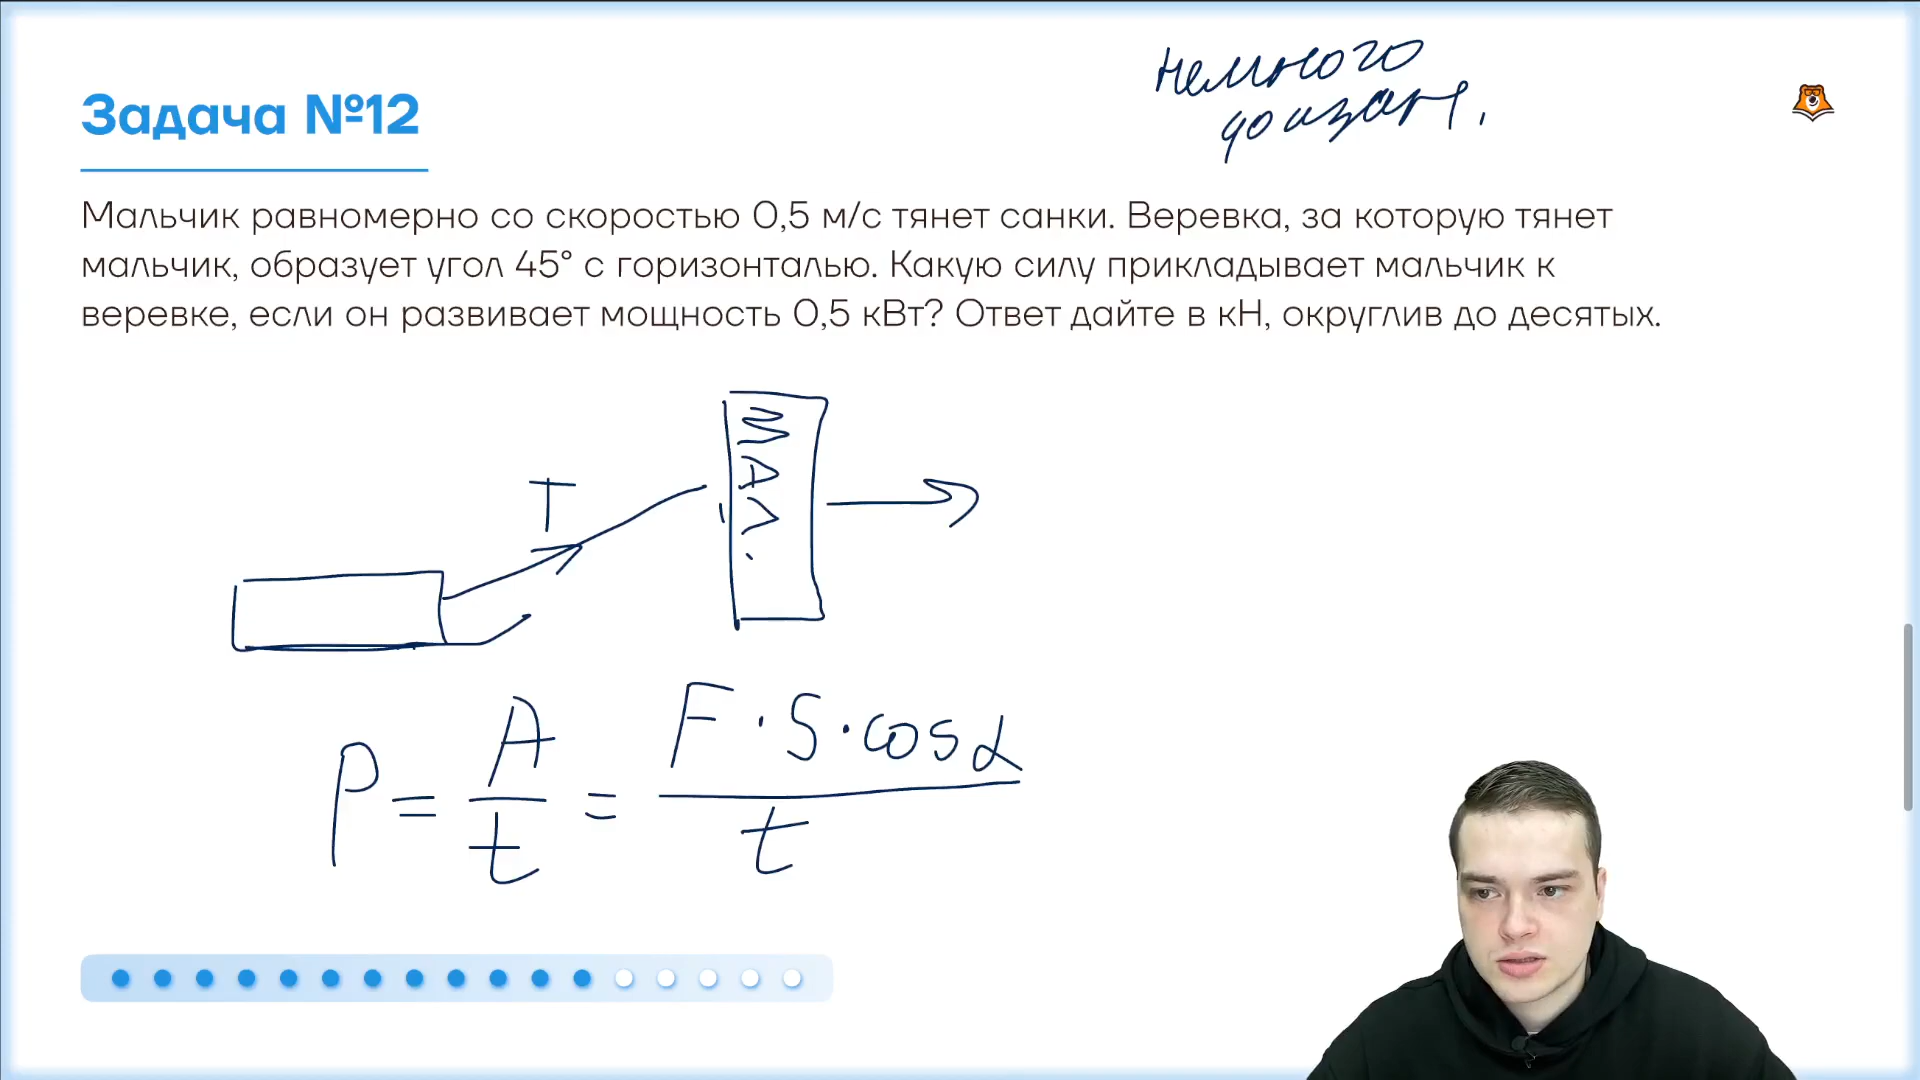 немного
Задача №12
Мальчик равномерно со скоростью 0,5 м/с тянет санки. Веревка, за которую тянет
мальчик, образует угол 45° с горизонталью. Какую силу прикладывает мальчик к
веревке, если он развивает мощность 0,5 кВт? Ответ дайте в кН, округлив до десятых.
МАЛ.
T
P = A/t = F · S · cos α / t